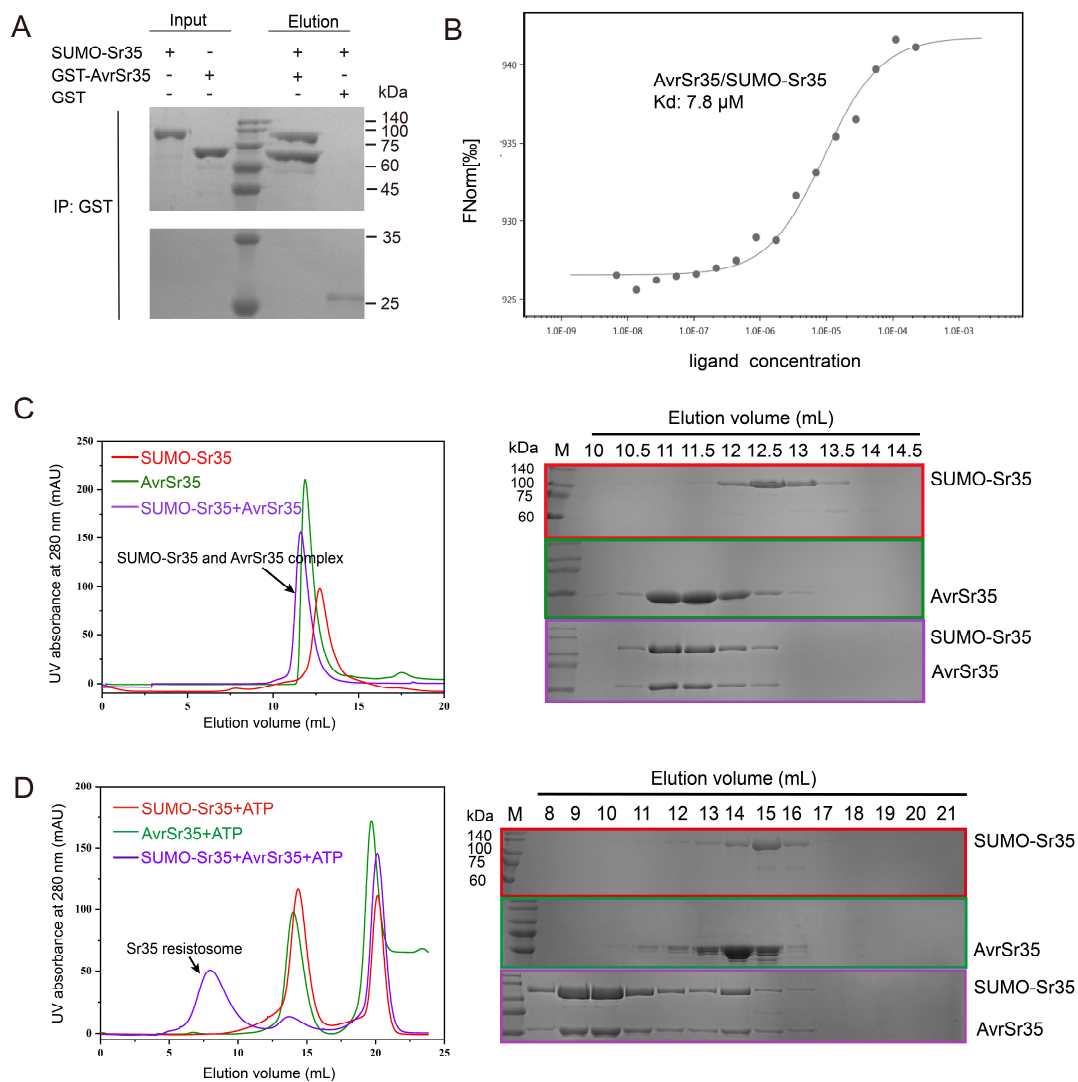 A
Input Elution
SUMO-Sr35 + - + +
GST-AvrSr35 - + + -
GST - - - + kDa
140
100
75
60
45
IP: GST
35
25
B
AvrSr35/SUMO-Sr35
Kd: 7.8 μM
FNorm[‰]
940
935
930
925
1.0E-09 1.0E-08 1.0E-07 1.0E-06 1.0E-05 1.0E-04 1.0E-03
ligand concentration
C
UV absorbance at 280 nm (mAU)
250
200
150
100
50
0
SUMO-Sr35
AvrSr35
SUMO-Sr35+AvrSr35
SUMO-Sr35 and AvrSr35 complex
0 5 10 15 20
Elution volume (mL)
Elution volume (mL)
kDa M 10 10.5 11 11.5 12 12.5 13 13.5 14 14.5
140
100
75
60
SUMO-Sr35
AvrSr35
SUMO-Sr35
AvrSr35
D
UV absorbance at 280 nm (mAU)
200
150
100
50
0
SUMO-Sr35+ATP
AvrSr35+ATP
SUMO-Sr35+AvrSr35+ATP
Sr35 resistosome
0 5 10 15 20 25
Elution volume (mL)
Elution volume (mL)
kDa M 8 9 10 11 12 13 14 15 16 17 18 19 20 21
140
100
75
60
SUMO-Sr35
AvrSr35
SUMO-Sr35
AvrSr35